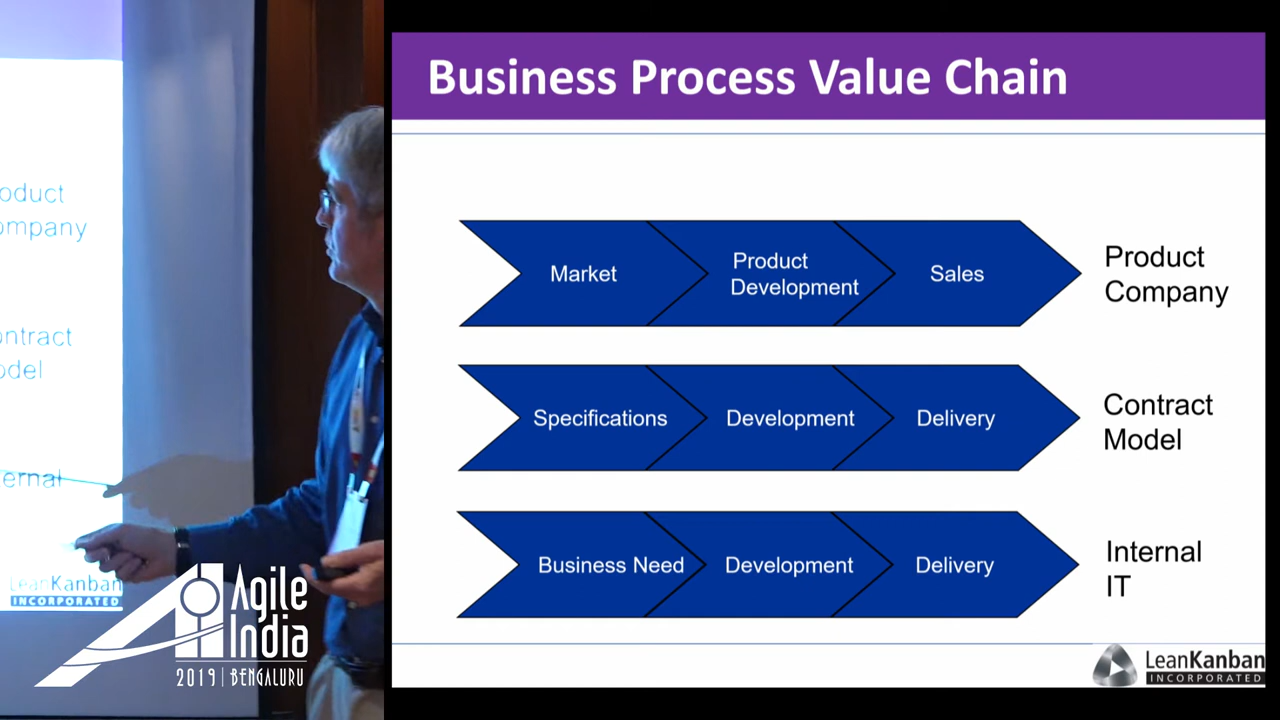 Business Process Value Chain
Market
Product
Development
Sales
Product
Company
Specifications
Development
Delivery
Contract
Model
Business Need
Development
Delivery
Internal
IT
LeanKanban
INCORPORATED
oduct
ompany
ontract
odel
ernal
LeanKanban
INCORPORATED
Agile
India
2019 | BENGALURU